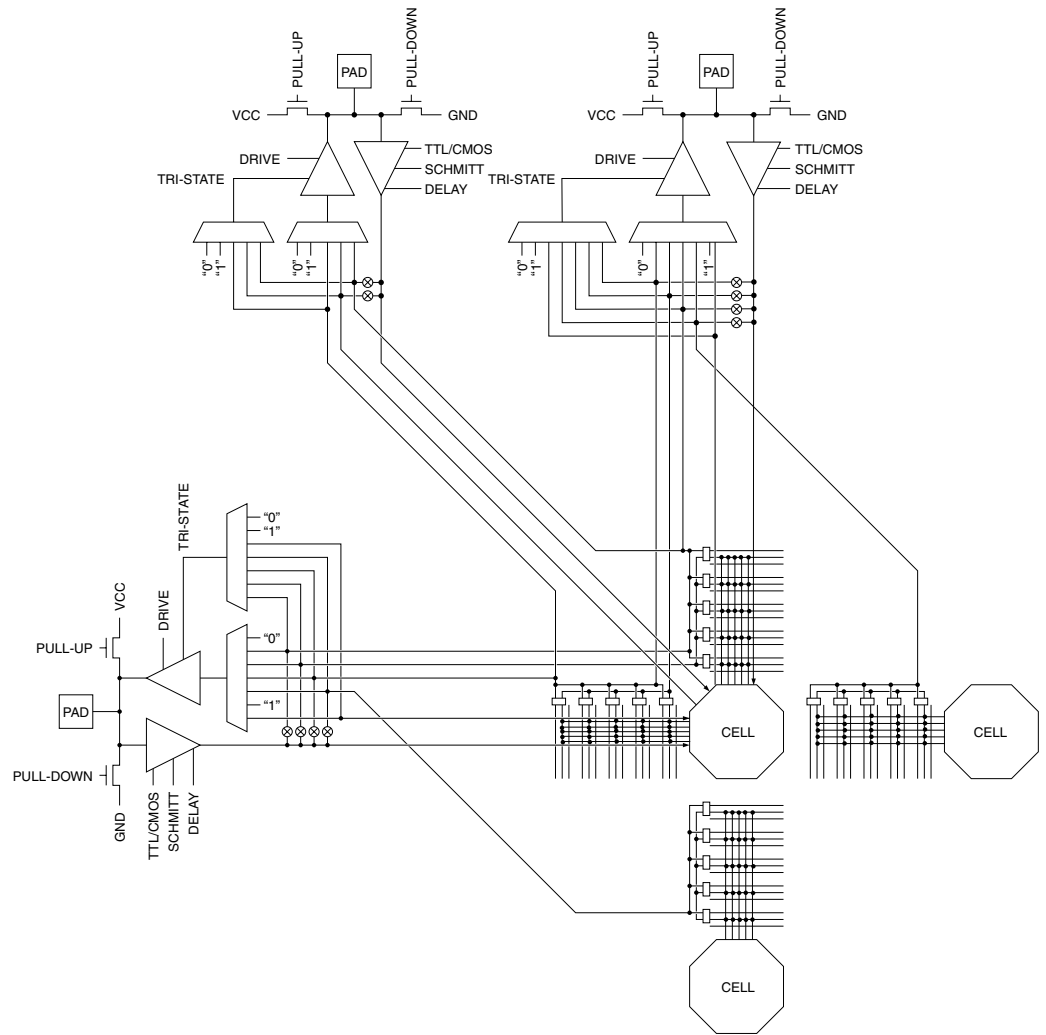 PULL-UP
PULL-DOWN
PAD
VCC
GND
DRIVE
TTL/CMOS
SCHMITT
DELAY
TRI-STATE
"0"
"1"
"0"
"1"
PULL-UP
PULL-DOWN
PAD
VCC
GND
DRIVE
TTL/CMOS
SCHMITT
DELAY
TRI-STATE
"0"
"1"
"0"
"1"
TRI-STATE
"0"
"1"
VCC
DRIVE
PULL-UP
"0"
"1"
PAD
PULL-DOWN
GND
TTL/CMOS
SCHMITT
DELAY
CELL
CELL
CELL